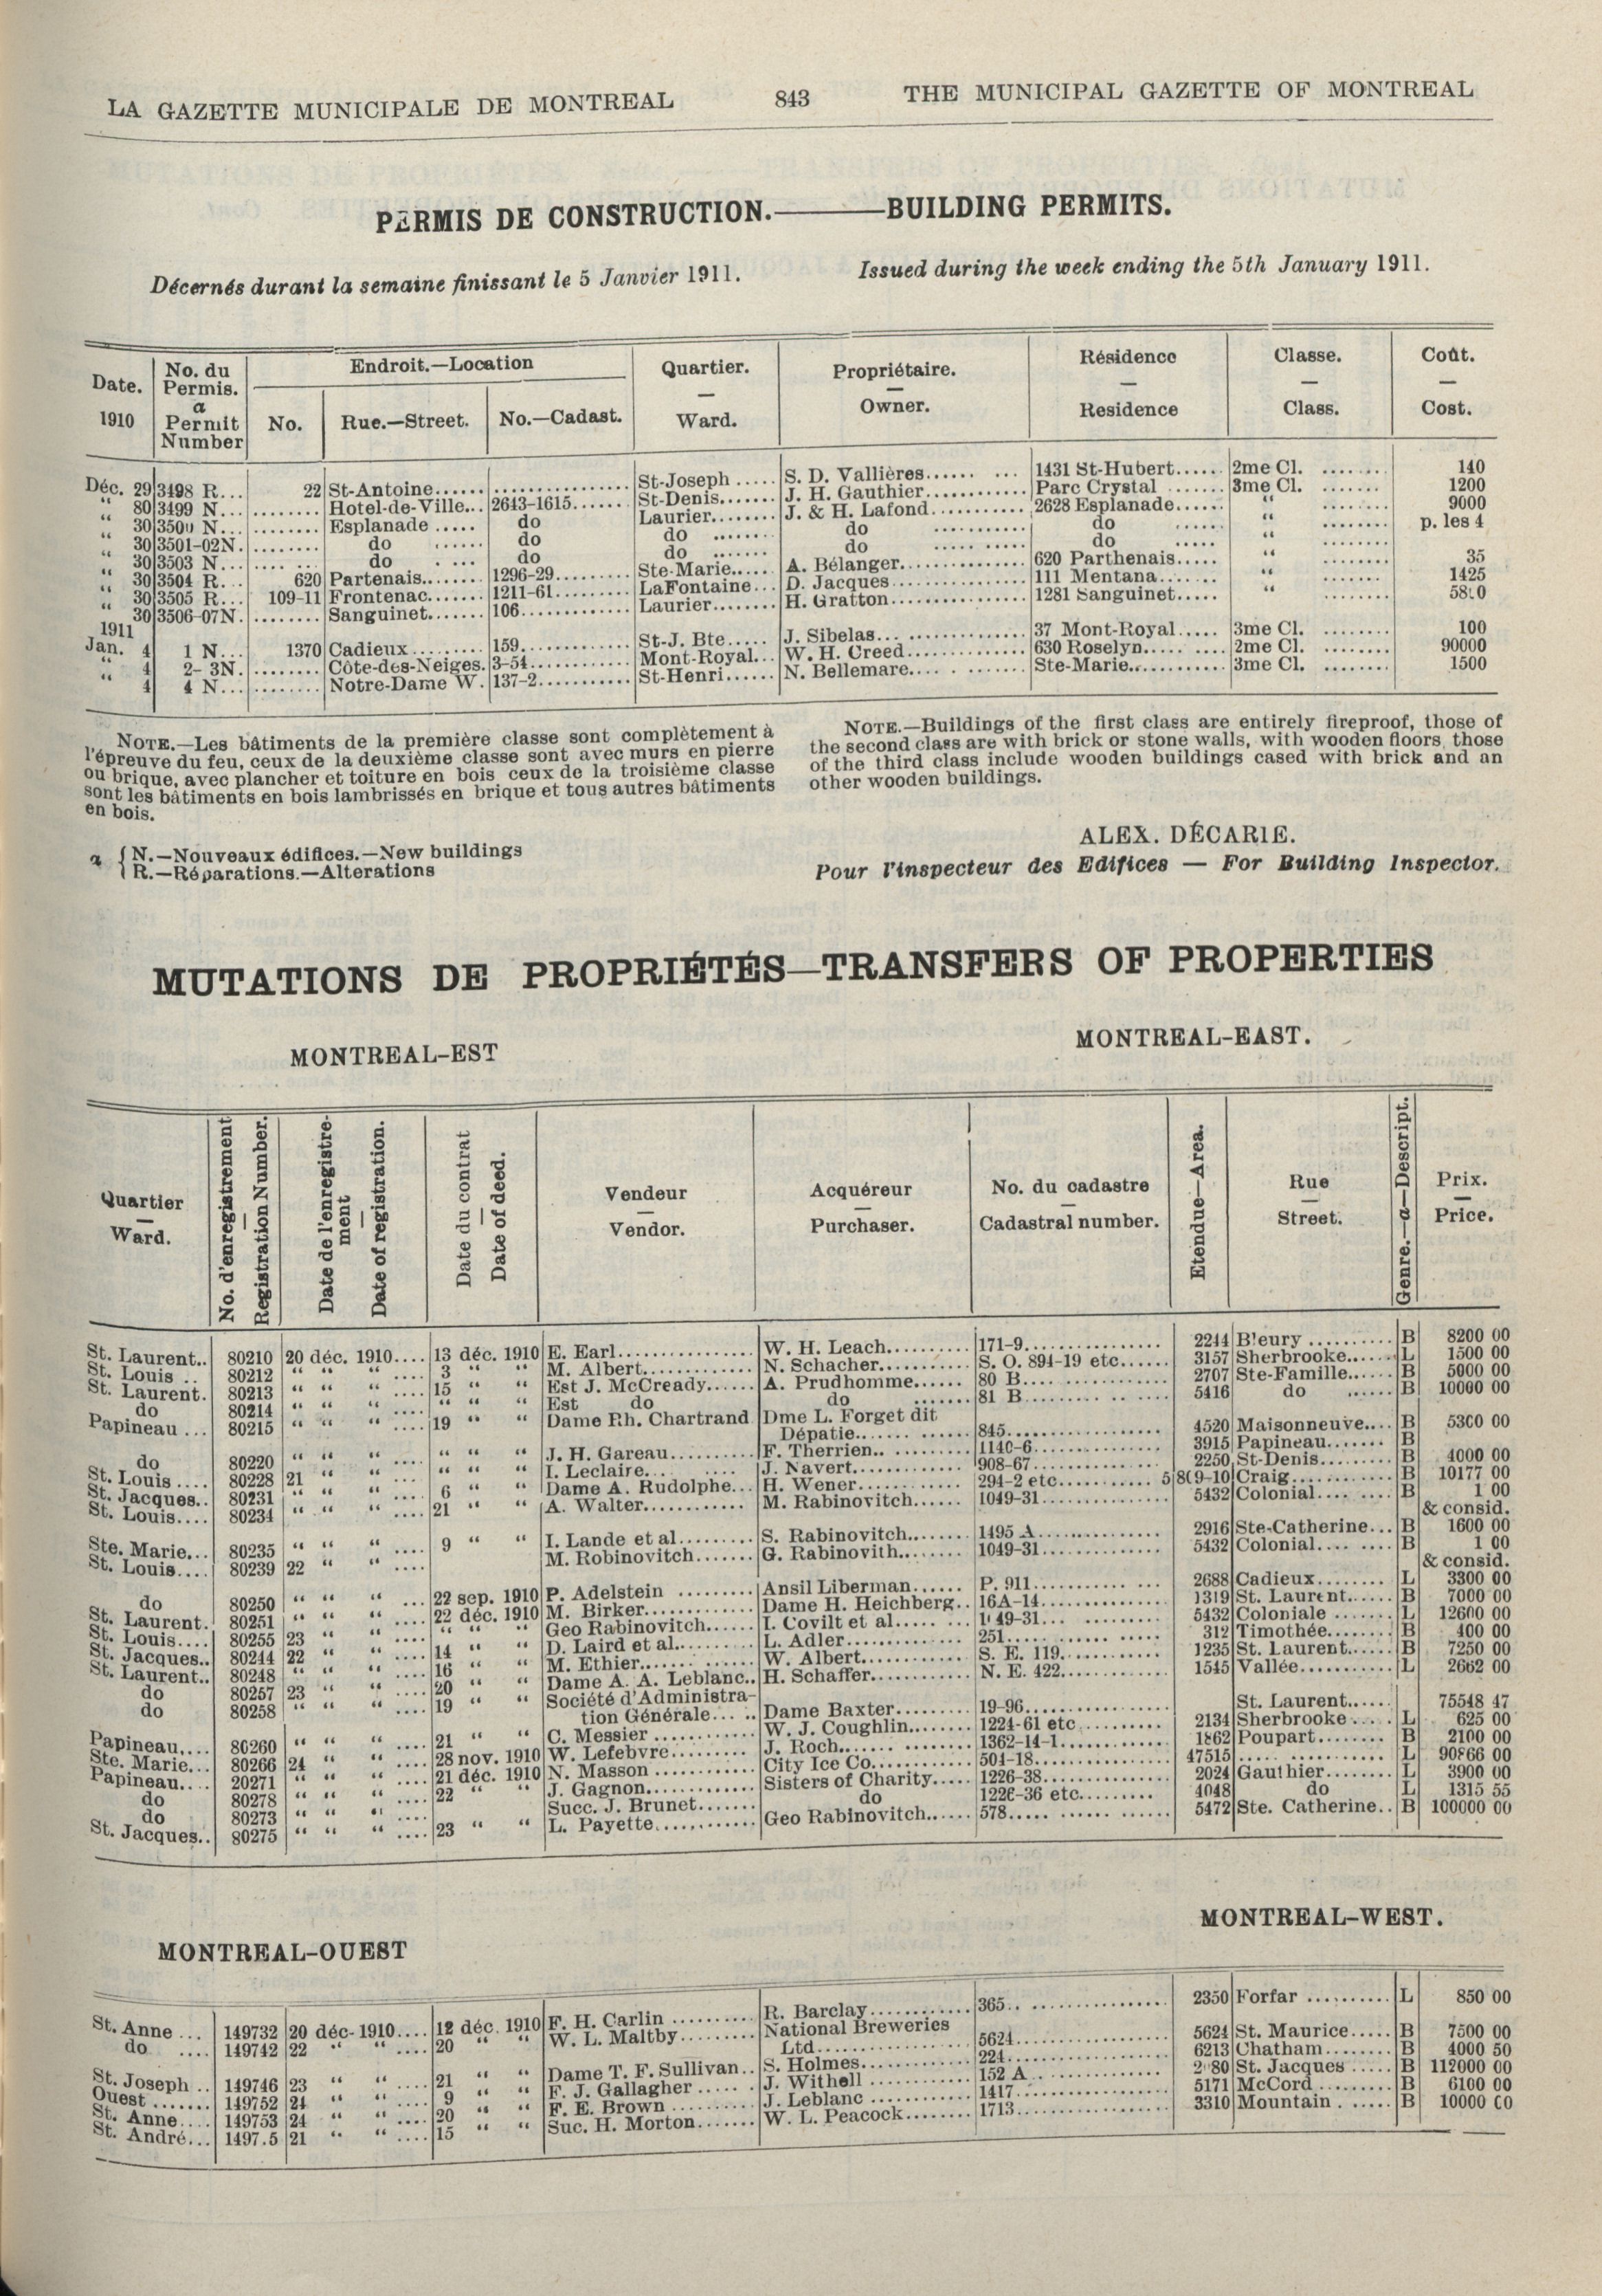 LA GAZETTE MUNICIPALE DE MONTREAL 843 THE MUNICIPAL GAZETTE OF MONTREAL
PERMIS DE CONSTRUCTION.———BUILDING PERMITS.
Décernés durant la semaine finissant le 5 Janvier 1911. Issued during the week ending the 5th January 1911.
Date. 1910 | No. du Permis. a Permit Number | Endroit.—Location | No. | Rue.—Street. | No.—Cadast. | Quartier. — Ward. | Propriétaire. — Owner. | Résidence — Residence | Classe. — Class. | Coût. — Cost.
Déc. 29 | 3498 R... | 22 | St-Antoine...... | ................ | St-Joseph ..... | S. D. Vallières...... ... | 1431 St-Hubert...... | 2me Cl. ........ | 140
“ 80 | 3499 N... | ........ | Hotel-de-Ville... | 2643-1615...... | St-Denis....... | J. H. Gauthier............ | Parc Crystal ....... | 3me Cl. ....... | 1200
“ 30 | 3500 N... | ........ | Esplanade ..... | do | Laurier........ | J. & H. Lafond........... | 2628 Esplanade...... | “ ....... | 9000
“ 30 | 3501-02N. | ........ | do ...... | do | do ....... | do ........... | do ...... | “ ........ | p. les 4
“ 30 | 3503 N... | .... ... | do . .... | do | do ....... | do ..... ..... | do ..... | “ ........
“ 30 | 3504 R... | 620 | Partenais........ | 1296-29......... | Ste-Marie...... | A. Bélanger.............. | 620 Parthenais..... | “ ....... | 35
“ 30 | 3505 R... | 109-11 | Frontenac....... | 1211-61......... | LaFontaine... | D. Jacques ............... | 111 Mentana........ | “ ....... | 1425
“ 30 | 3506-07N. | ........ | Sanguinet....... | 106............. | Laurier........ | H. Gratton............... | 1281 Sanguinet..... | “ ........
1911
Jan. 4 | 1 N... | 1370 | Cadieux ......... | 159............. | St-J. Bte...... | J. Sibelas... ............. | 37 Mont-Royal..... | 3me Cl. ........ | 100
“ 4 | 2- 3N. | ........ | Côte-des-Neiges. | 3-54............ | Mont-Royal... | W. H. Creed............. | 630 Roselyn..... .... | 2me Cl. ........ | 90000
“ 4 | 4 N... | ........ | Notre-Dame W. | 137-2........... | St-Henri...... | N. Bellemare.... . ....... | Ste-Marie............ | 3me Cl. ........ | 1500
NOTE.—Les bâtiments de la première classe sont complètement à
l'épreuve du feu, ceux de la deuxième classe sont avec murs en pierre
ou brique, avec plancher et toiture en bois ceux de la troisième classe
sont les bâtiments en bois lambrissés en brique et tous autres bâtiments
en bois.
NOTE.—Buildings of the first class are entirely fireproof, those of
the second class are with brick or stone walls, with wooden floors, those
of the third class include wooden buildings cased with brick and an
other wooden buildings.
a { N.—Nouveaux édifices.—New buildings
R.—Réparations.—Alterations
ALEX. DÉCARIE.
Pour l'inspecteur des Edifices — For Building Inspector.
MUTATIONS DE PROPRIÉTÉS—TRANSFERS OF PROPERTIES
MONTREAL-EST MONTREAL-EAST.
Quartier — Ward. | No. d'enregistrement — Registration Number. | Date de l'enregistrement — Date of registration. | Date du contrat — Date of deed. | Vendeur — Vendor. | Acquéreur — Purchaser. | No. du cadastre — Cadastral number. | Etendue—Area. | Rue — Street. | Genre.—a—Descript. | Prix. — Price.
St. Laurent.. | 80210 | 20 déc. 1910.... | 13 déc. 1910 | E. Earl................ | W. H. Leach.......... | 171-9................ | 2244 | B'eury .......... | B | 8200 00
St. Louis .. | 80212 | “ “ “ .... | 3 “ “ | M. Albert............. | N. Schacher........... | S. O. 894-19 etc...... | 3157 | Sherbrooke...... | L | 1500 00
St. Laurent. | 80213 | “ “ “ .... | 15 “ “ | Est J. McCready...... | A. Prudhomme...... | 80 B.... ............ | 2707 | Ste-Famille...... | B | 5000 00
do | 80214 | “ “ “ .... | “ “ “ | Est do | do ....... | 81 B.......... .. .... | 5416 | do ...... | B | 10000 00
Papineau ... | 80215 | “ “ “ .... | 19 “ “ | Dame Rh. Chartrand | Dme L. Forget dit
Dépatie...... ...... | 845.................. | 4520 | Maisonneuve.... | B | 5300 00
do | 80220 | “ “ “ | “ “ “ | J. H. Gareau.......... | F. Therrien.. ......... | 1140-6............... | 3915 | Papineau....... | B
St. Louis .... | 80228 | 21 “ “ ... | “ “ “ | I. Leclaire... .... | J. Navert............. | 908-67............... | 2250 | St-Denis......... | B | 4000 00
St. Jacques.. | 80231 | “ “ “ .... | 6 “ “ | Dame A. Rudolphe... | H. Wener............. | 294-2 etc........... | Craig............ | B | 10177 00
St. Louis.... | 80234 | “ “ “ .... | 21 “ “ | A. Walter............ | M. Rabinovitch...... | 1049-31.............. | 5432 | Colonial.... .... | B | 1 00
& consid.
Ste. Marie... | 80235 | “ “ “ .... | 9 “ “ | I. Lande et al......... | S. Rabinovitch....... | 1495 A............... | 2916 | Ste-Catherine... | B | 1600 00
St. Louis.... | 80239 | 22 “ “ .... | M. Robinovitch....... | G. Rabinovith........ | 1049-31.............. | 5432 | Colonial.... .... | B | 1 00
& consid.
do | 80250 | “ “ “ ... | 22 sep. 1910 | P. Adelstein ......... | Ansil Liberman...... | P. 911............ ... | 2688 | Cadieux......... | L | 3300 00
St. Laurent. | 80251 | “ “ “ .... | 22 déc. 1910 | M. Birker............. | Dame H. Heichberg.. | 16A-14............... | 1319 | St. Laurent...... | B | 7000 00
St. Louis.... | 80255 | 23 “ “ .... | “ “ “ | Geo Rabinovitch...... | I. Covilt et al..... ... | 49-31... .......... | 5432 | Coloniale ....... | L | 12600 00
St. Jacques.. | 80244 | 22 “ “ | 14 “ “ | D. Laird et al......... | L. Adler.............. | 251.... ....... ..... | 312 | Timothée........ | B | 400 00
St. Laurent.. | 80248 | “ “ “ .... | 16 “ “ | M. Ethier....... ...... | W. Albert............ | S. E. 119............ | 1235 | St. Laurent...... | B | 7250 00
do | 80257 | 23 “ “ .... | 20 “ “ | Dame A. A. Leblanc.. | H. Schaffer........... | N. E. 422............ | 1545 | Vallée........... | L | 2662 00
do | 80258 | “ “ “ .... | 19 “ “ | Société d'Administra-
tion Générale... .. | Dame Baxter......... | 19-96................ | St. Laurent...... | 75548 47
Papineau.... | 80260 | “ “ “ .... | 21 “ “ | C. Messier ........... | W. J. Coughlin....... | 1224-61 etc.......... | 2134 | Sherbrooke ..... | L | 625 00
Ste. Marie... | 80266 | 24 “ “ .... | 28 nov. 1910 | W. Lefebvre......... | J. Roch...... ........ | 1362-14-1............ | 1862 | Poupart........ | B | 2100 00
Papineau.... | 20271 | “ “ “ .... | 21 déc. 1910 | N. Masson ........... | City Ice Co........... | 504-18............... | 47515 | ..... ........... | L | 90866 00
do | 80278 | “ “ “ .... | 22 “ “ | J. Gagnon............ | Sisters of Charity..... | 1226-38.............. | 2024 | Gauthier........ | L | 3900 00
do | 80273 | “ “ “ .... | Succ. J. Brunet....... | do | 1226-36 etc......... | 4048 | do | L | 1315 55
St. Jacques.. | 80275 | “ “ “ .... | 23 “ “ | L. Payette............ | Geo Rabinovitch...... | 578..... ...... ...... | 5472 | Ste. Catherine.. | B | 100000 00
MONTREAL-OUEST MONTREAL-WEST.
St. Anne ... | 149732 | 20 déc- 1910.... | 12 déc. 1910 | F. H. Carlin .......... | R. Barclay............ | 365.. ............... | 2350 | Forfar .......... | L | 850 00
do .... | 149742 | 22 “ “ .... | 20 “ “ | W. L. Maltby......... | National Breweries
Ltd................ | 5624................. | 5624 | St. Maurice..... | B | 7500 00
St. Joseph .. | 149746 | 23 “ “ .... | 21 “ “ | Dame T. F. Sullivan.. | S. Holmes............. | 224.................. | 6213 | Chatham........ | B | 4000 50
Ouest ....... | 149752 | 24 “ “ .... | 9 “ “ | F. J. Gallagher ..... . | J. Withell ............ | 152 A................ | St. Jacques ..... | B | 112000 00
St. Anne.... | 149753 | 24 “ “ .... | 20 “ “ | F. E. Brown .......... | J. Leblanc ........... | 1417................. | 5171 | McCord ......... | B | 6100 00
St. André... | 1497.5 | 21 “ “ .... | 15 “ “ | Suc. H. Morton....... | W. L. Peacock........ | 1713................. | 3310 | Mountain . ...... | B | 10000 00